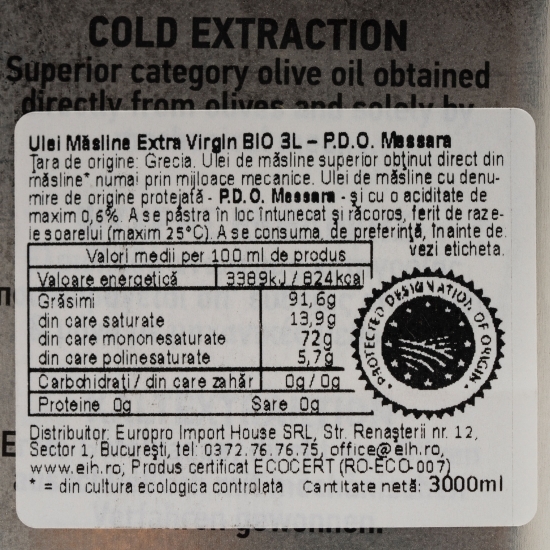 COLD EXTRACTION
Superior category olive oil obtained
directly from olives and solely by
Ulei Măsline Extra Virgin BIO 3L – P.D.O. Messara
Țara de origine: Grecia. Ulei de măsline superior obținut direct din
măsline* numai prin mijloace mecanice. Ulei de măsline cu denu-
mire de origine protejată - P.D.O. Messara - și cu o aciditate de
maxim 0,6%. A se păstra în loc întunecat și răcoros, ferit de raze-
le soarelui (maxim 25°C). A se consuma, de preferință, înainte de:
vezi eticheta.
Valori medii per 100 ml de produs
Valoare energetică 3389kJ / 824kcal
Grăsimi 91,6g
din care saturate 13,9g
din care mononesaturate 72g
din care polinesaturate 5,7g
Carbohidrați / din care zahăr 0g / 0g
Proteine 0g Sare 0g
PROTECTED DESIGNATION OF ORIGIN
Distribuitor: Europro Import House SRL, Str. Renașterii nr. 12,
Sector 1, București, tel: 0372.76.76.75, office@eih.ro,
www.eih.ro; Produs certificat ECOCERT (RO-ECO-007)
* = din cultura ecologica controlata Cantitate netă: 3000ml